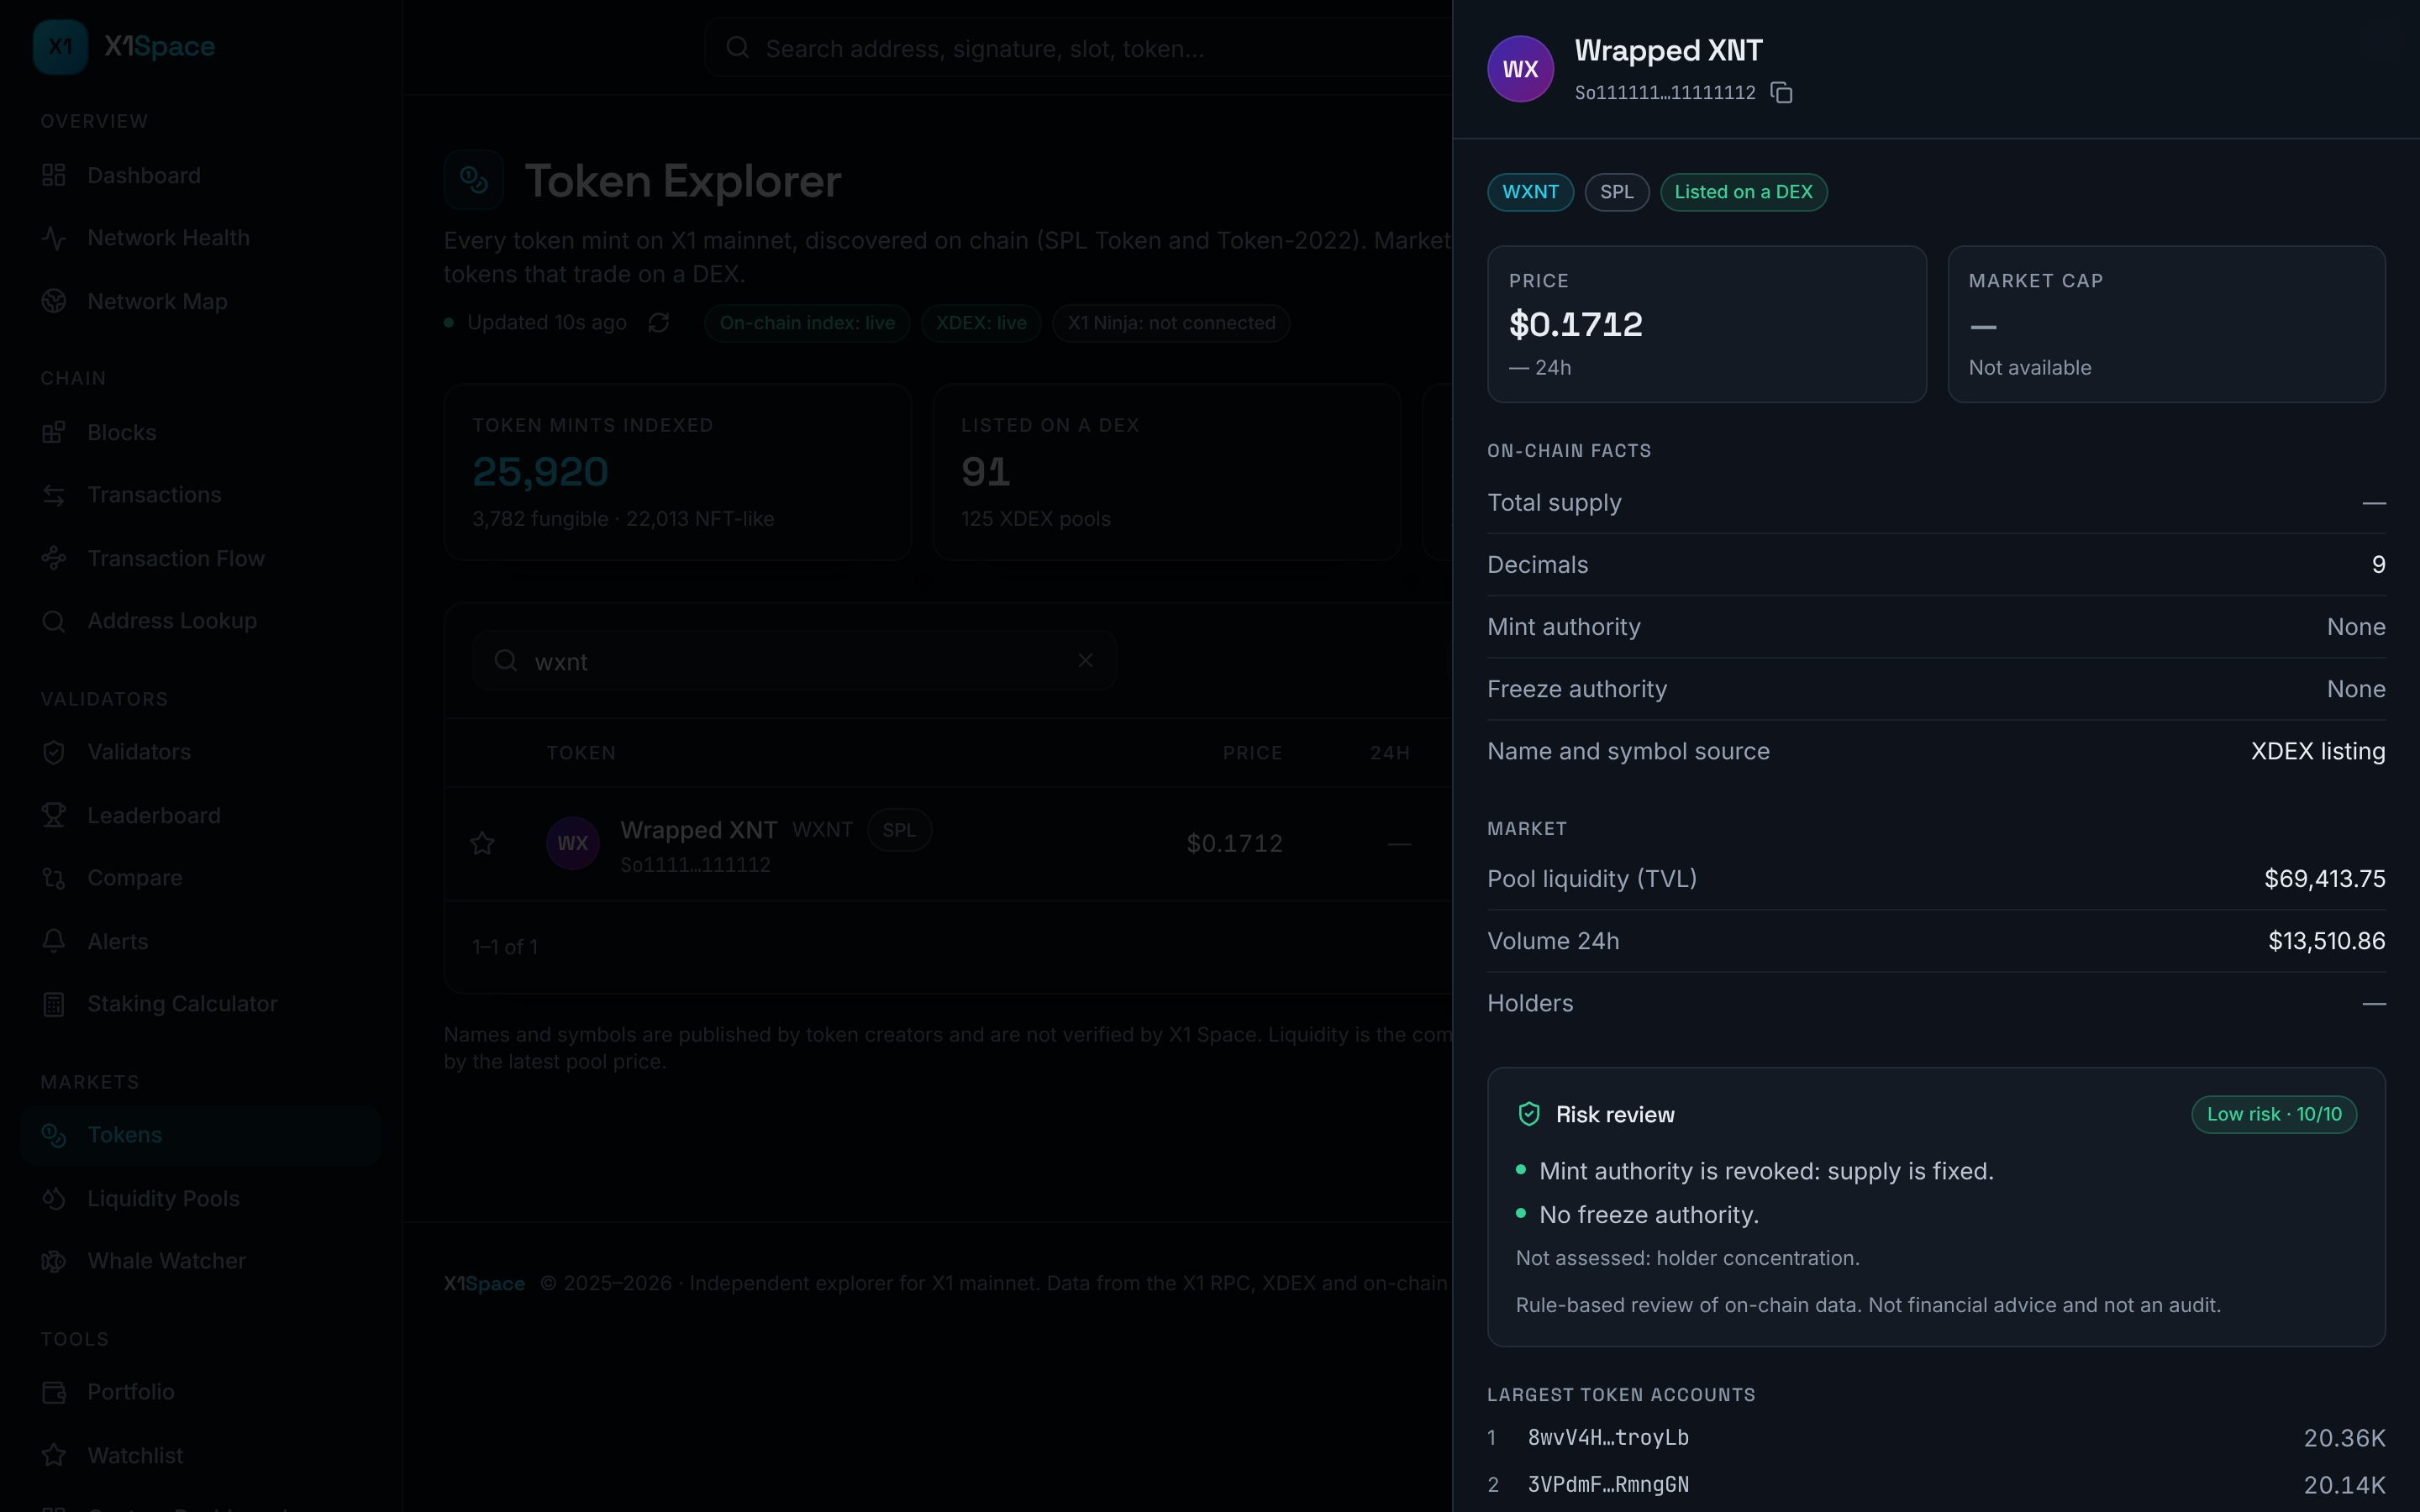 X1 X1Space
OVERVIEW
Dashboard
Network Health
Network Map
CHAIN
Blocks
Transactions
Transaction Flow
Address Lookup
VALIDATORS
Validators
Leaderboard
Compare
Alerts
Staking Calculator
MARKETS
Tokens
Liquidity Pools
Whale Watcher
TOOLS
Portfolio
Watchlist
Search address, signature, slot, token...
Token Explorer
Every token mint on X1 mainnet, discovered on chain (SPL Token and Token-2022). Market
tokens that trade on a DEX.
Updated 10s ago On-chain index: live XDEX: live X1 Ninja: not connected
TOKEN MINTS INDEXED
25,920
3,782 fungible · 22,013 NFT-like
LISTED ON A DEX
91
125 XDEX pools
wxnt
TOKEN PRICE 24H
WX Wrapped XNT WXNT SPL $0.1712 —
So1111…111112
1–1 of 1
Names and symbols are published by token creators and are not verified by X1 Space. Liquidity is the com
by the latest pool price.
X1Space © 2025–2026 · Independent explorer for X1 mainnet. Data from the X1 RPC, XDEX and on-chain
WX Wrapped XNT
So111111…11111112
WXNT SPL Listed on a DEX
PRICE
$0.1712
— 24h
MARKET CAP
—
Not available
ON-CHAIN FACTS
Total supply —
Decimals 9
Mint authority None
Freeze authority None
Name and symbol source XDEX listing
MARKET
Pool liquidity (TVL) $69,413.75
Volume 24h $13,510.86
Holders —
Risk review Low risk · 10/10
Mint authority is revoked: supply is fixed.
No freeze authority.
Not assessed: holder concentration.
Rule-based review of on-chain data. Not financial advice and not an audit.
LARGEST TOKEN ACCOUNTS
1 8wvV4H…troyLb 20.36K
2 3VPdmF…RmngGN 20.14K